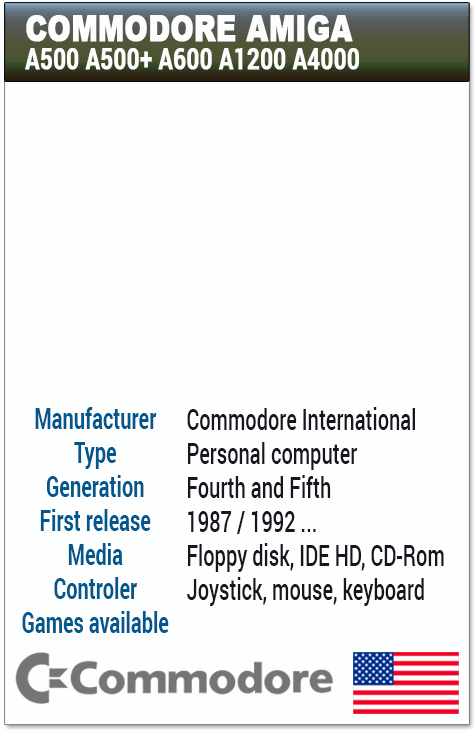 COMMODORE AMIGA
A500 A500+ A600 A1200 A4000
Manufacturer Commodore International
Type Personal computer
Generation Fourth and Fifth
First release 1987 / 1992 ...
Media Floppy disk, IDE HD, CD-Rom
Controler Joystick, mouse, keyboard
Games available
Commodore